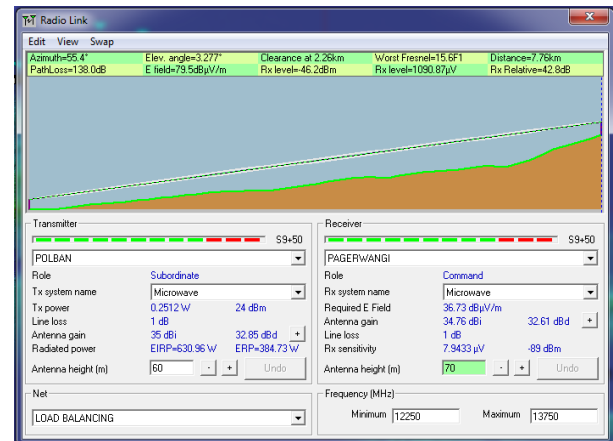 Radio Link
Edit View Swap
Azimuth=55.4° Elev. angle=3.277° Clearance at 2.26km Worst Fresnel=15.6F1 Distance=7.76km
PathLoss=138.0dB E field=79.5dBµV/m Rx level=-46.2dBm Rx level=1090.87µV Rx Relative=42.8dB
Transmitter
S9+50
POLBAN
Role Subordinate
Tx system name Microwave
Tx power 0.2512 W 24 dBm
Line loss 1 dB
Antenna gain 35 dBi 32.85 dBd +
Radiated power EIRP=630.96 W ERP=384.73 W
Antenna height (m) 60 - + Undo
Net
LOAD BALANCING
Receiver
S9+50
PAGERWANGI
Role Command
Rx system name Microwave
Required E Field 36.73 dBµV/m
Antenna gain 34.76 dBi 32.61 dBd +
Line loss 1 dB
Rx sensitivity 7.9433 µV -89 dBm
Antenna height (m) 70 - + Undo
Frequency (MHz)
Minimum 12250 Maximum 13750